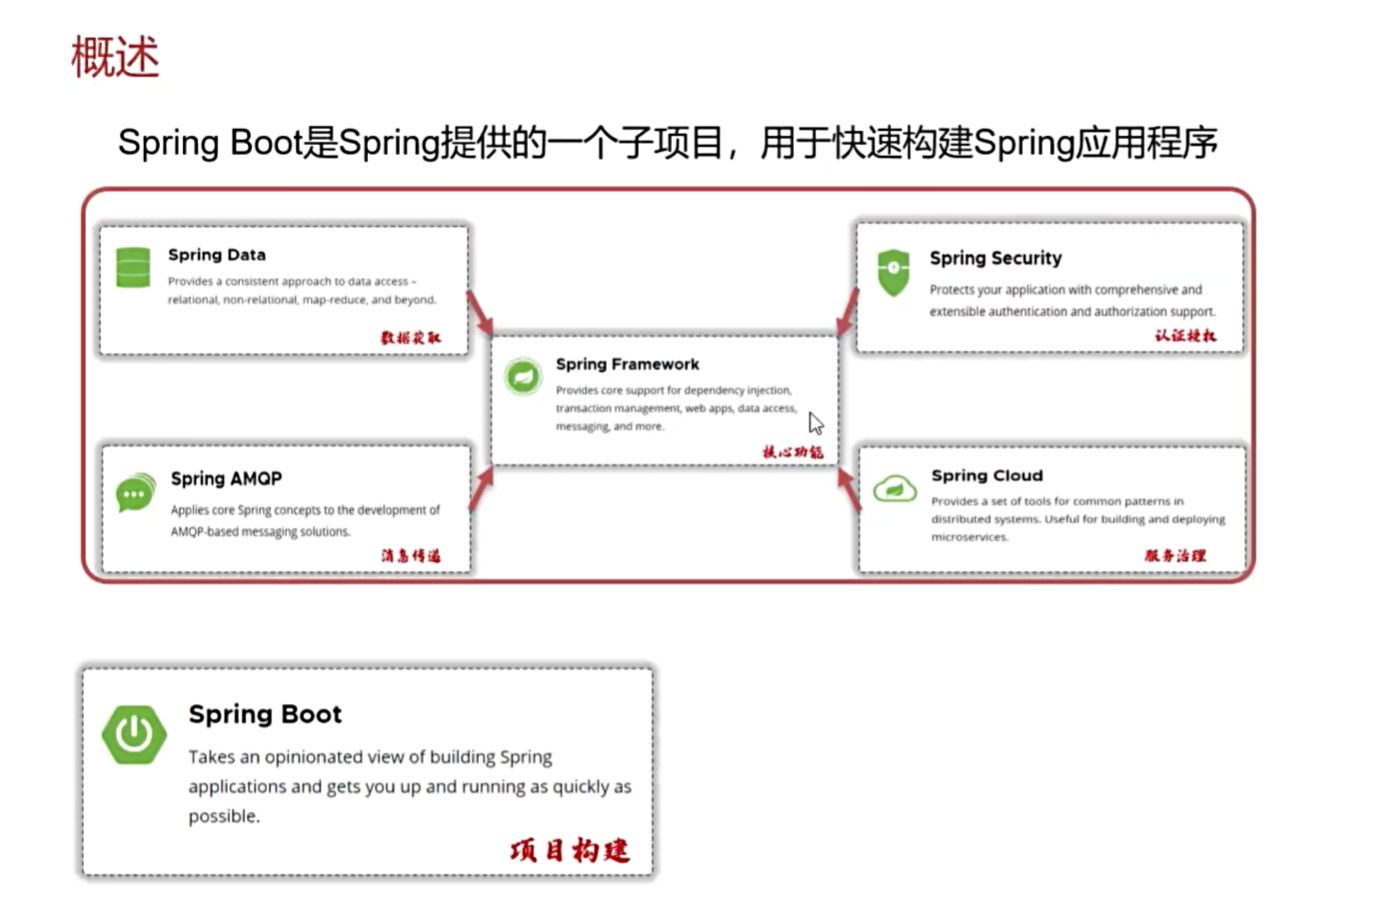 概述
Spring Boot是Spring提供的一个子项目，用于快速构建Spring应用程序
Spring Data
Provides a consistent approach to data access –
relational, non-relational, map-reduce, and beyond.
数据获取
Spring Security
Protects your application with comprehensive and
extensible authentication and authorization support.
认证授权
Spring Framework
Provides core support for dependency injection,
transaction management, web apps, data access,
messaging, and more.
核心功能
Spring AMQP
Applies core Spring concepts to the development of
AMQP-based messaging solutions.
消息传递
Spring Cloud
Provides a set of tools for common patterns in
distributed systems. Useful for building and deploying
microservices.
服务治理
Spring Boot
Takes an opinionated view of building Spring
applications and gets you up and running as quickly as
possible.
项目构建